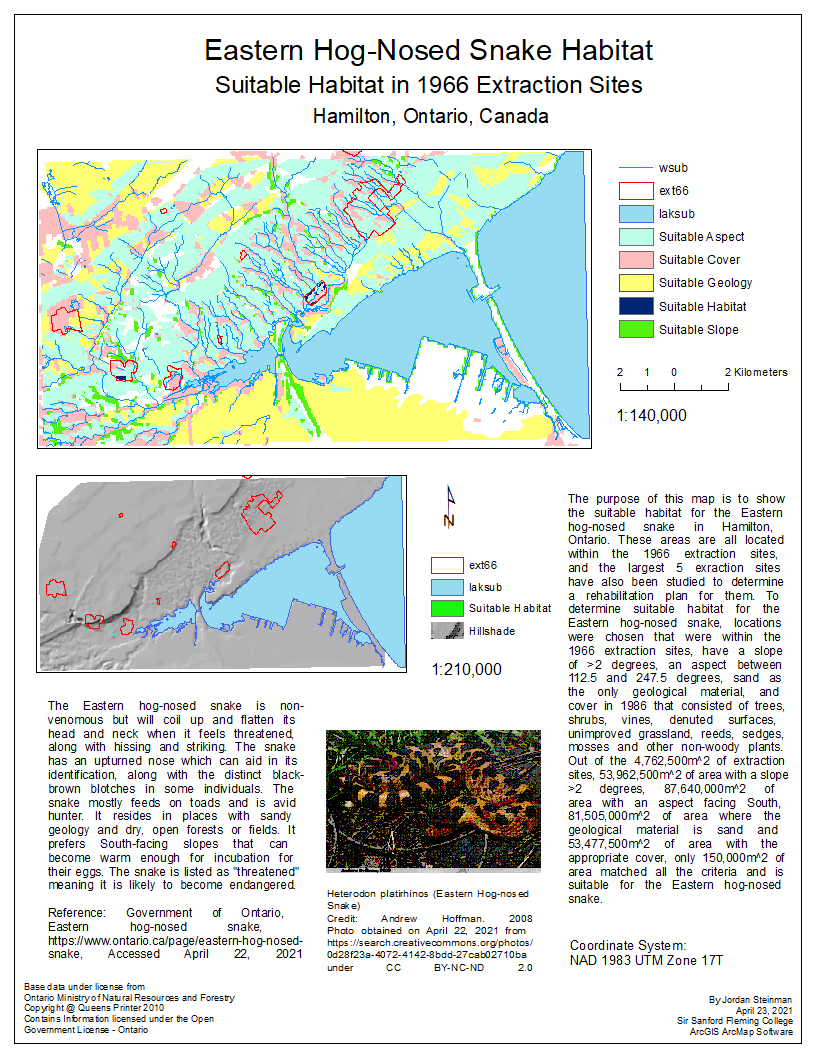 Eastern Hog-Nosed Snake Habitat
Suitable Habitat in 1966 Extraction Sites
Hamilton, Ontario, Canada
wsub
ext66
laksub
Suitable Aspect
Suitable Cover
Suitable Geology
Suitable Habitat
Suitable Slope
2 1 0 2 Kilometers
1:140,000
N
ext66
laksub
Suitable Habitat
Hillshade
1:210,000
The purpose of this map is to show
the suitable habitat for the Eastern
hog-nosed snake in Hamilton,
Ontario. These areas are all located
within the 1966 extraction sites,
and the largest 5 exraction sites
have also been studied to determine
a rehabilitation plan for them. To
determine suitable habitat for the
Eastern hog-nosed snake, locations
were chosen that were within the
1966 extraction sites, have a slope
of >2 degrees, an aspect between
112.5 and 247.5 degrees, sand as
the only geological material, and
cover in 1986 that consisted of trees,
shrubs, vines, denuted surfaces,
unimproved grassland, reeds, sedges,
mosses and other non-woody plants.
Out of the 4,762,500m^2 of extraction
sites, 53,962,500m^2 of area with a slope
>2 degrees, 87,640,000m^2 of
area with an aspect facing South,
81,505,000m^2 of area where the
geological material is sand and
53,477,500m^2 of area with the
appropriate cover, only 150,000m^2 of
area matched all the criteria and is
suitable for the Eastern hog-nosed
snake.
The Eastern hog-nosed snake is non-
venomous but will coil up and flatten its
head and neck when it feels threatened,
along with hissing and striking. The snake
has an upturned nose which can aid in its
identification, along with the distinct black-
brown blotches in some individuals. The
snake mostly feeds on toads and is avid
hunter. It resides in places with sandy
geology and dry, open forests or fields. It
prefers South-facing slopes that can
become warm enough for incubation for
their eggs. The snake is listed as "threatened"
meaning it is likely to become endangered.
Reference: Government of Ontario,
Eastern hog-nosed snake,
https://www.ontario.ca/page/eastern-hog-nosed-
snake, Accessed April 22, 2021
Heterodon platirhinos (Eastern Hog-nosed
Snake)
Credit: Andrew Hoffman. 2008
Photo obtained on April 22, 2021 from
https://search.creativecommons.org/photos/
0d28f23a-4072-4142-8bdd-27cab02710ba
under CC BY-NC-ND 2.0
Coordinate System:
NAD 1983 UTM Zone 17T
Base data under license from
Ontario Ministry of Natural Resources and Forestry
Copyright @ Queens Printer 2010
Contains Information licensed under the Open
Government License - Ontario
By Jordan Steinman
April 23, 2021
Sir Sanford Fleming College
ArcGIS ArcMap Software